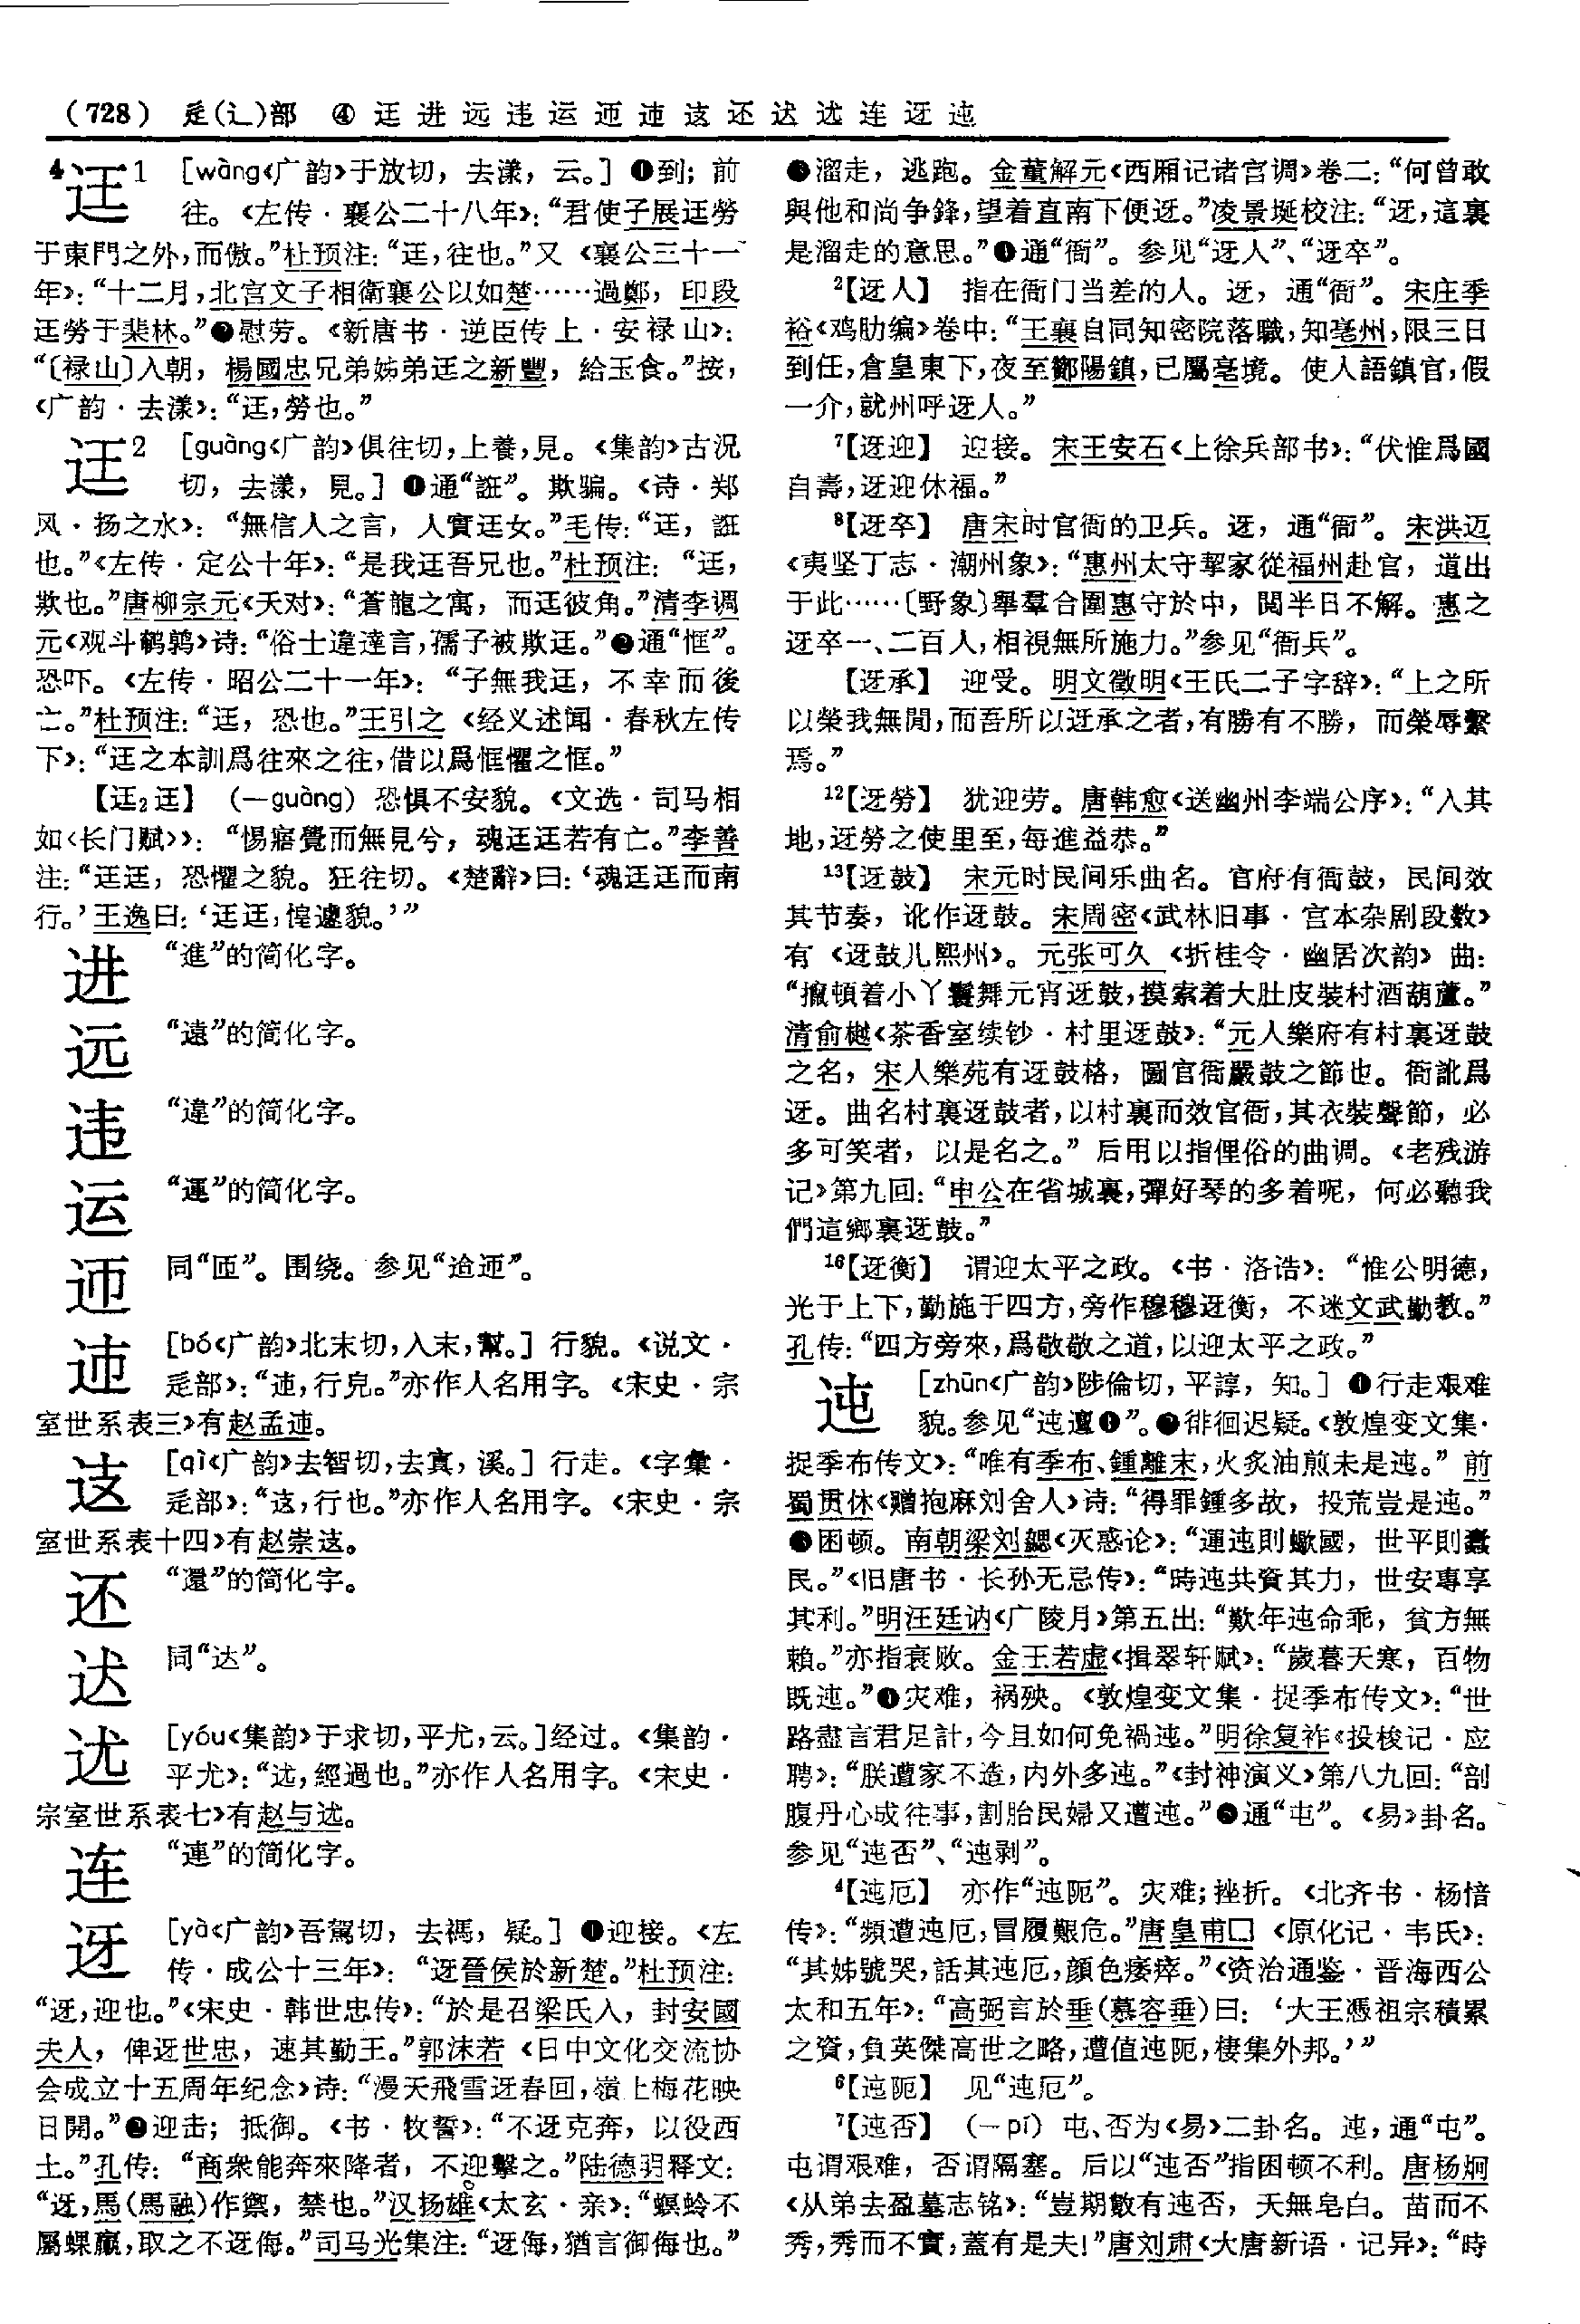 (728) 辵(辶)部 ④ 迋进远违运迊迊迏还迖迶连迓迍
4迋1 [wàng《广韵》于放切，去漾，云。] ❶到；前
往。《左传·襄公二十八年》：“君使子展迋勞
于東門之外，而傲。”杜预注：“迋，往也。”又《襄公三十一
年》：“十二月，北宫文子相衛襄公以如楚……過鄭，印段
迋勞于棐林。”❷慰劳。《新唐书·逆臣传上·安禄山》：
“〔禄山〕入朝，楊國忠兄弟姊弟迋之新豐，給玉食。”按，
《广韵·去漾》：“迋，勞也。”
迋2 [guàng《广韵》俱往切，上養，見。《集韵》古況
切，去漾，見。] ❶通“誑”。欺骗。《诗·郑
风·扬之水》：“無信人之言，人實迋女。”毛传：“迋，誑
也。”《左传·定公十年》：“是我迋吾兄也。”杜预注：“迋，
欺也。”唐柳宗元《天对》：“蒼龍之寓，而迋彼角。”清李调
元《观斗鹌鹑》诗：“俗士違達言，孺子被欺迋。”❷通“恇”。
恐吓。《左传·昭公二十一年》：“子無我迋，不幸而後
亡。”杜预注：“迋，恐也。”王引之《经义述闻·春秋左传
下》：“迋之本訓爲往來之往，借以爲恇懼之恇。”
【迋₂迋】 （—guàng）恐惧不安貌。《文选·司马相
如〈长门赋〉》：“惕寤覺而無見兮，魂迋迋若有亡。”李善
注：“迋迋，恐懼之貌。狂往切。《楚辭》曰：‘魂迋迋而南
行。’王逸曰：‘迋迋，惶遽貌。’”
进 “進”的简化字。
远 “遠”的简化字。
违 “違”的简化字。
运 “運”的简化字。
迊 同“匝”。围绕。参见“迨迊”。
[bó《广韵》北末切，入末，幫。] 行貌。《说文·
辵部》：“，行皃。”亦作人名用字。《宋史·宗
室世系表三》有赵孟。
[qì《广韵》去智切，去寘，溪。] 行走。《字彙·
辵部》：“，行也。”亦作人名用字。《宋史·宗
室世系表十四》有赵崇。
还 “還”的简化字。
迖 同“达”。
[yóu《集韵》于求切，平尤，云。]经过。《集韵·
平尤》：“，經過也。”亦作人名用字。《宋史·
宗室世系表七》有赵与。
连 “連”的简化字。
迓 [yà《广韵》吾駕切，去禡，疑。] ❶迎接。《左
传·成公十三年》：“迓晉侯於新楚。”杜预注：
“迓，迎也。”《宋史·韩世忠传》：“於是召梁氏入，封安國
夫人，俾迓世忠，速其勤王。”郭沫若《日中文化交流协
会成立十五周年纪念》诗：“漫天飛雪迓春回，嶺上梅花映
日開。”❷迎击；抵御。《书·牧誓》：“不迓克奔，以役西
土。”孔传：“商衆能奔來降者，不迎擊之。”陆德明释文：
“迓，馬（馬融）作禦，禁也。”汉扬雄《太玄·亲》：“螟蛉不
屬蜾蠃，取之不迓侮。”司马光集注：“迓侮，猶言御侮也。”
❸溜走，逃跑。金董解元《西厢记诸宫调》卷二：“何曾敢
與他和尚争鋒，望着直南下便迓。”凌景埏校注：“迓，這裏
是溜走的意思。”❹通“衙”。参见“迓人”、“迓卒”。
²【迓人】 指在衙门当差的人。迓，通“衙”。宋庄季
裕《鸡肋编》卷中：“王襄自同知密院落職，知亳州，限三日
到任，倉皇東下，夜至鄼陽鎮，已屬亳境。使人語鎮官，假
一介，就州呼迓人。”
⁷【迓迎】 迎接。宋王安石《上徐兵部书》：“伏惟爲國
自壽，迓迎休福。”
⁸【迓卒】 唐宋时官衙的卫兵。迓，通“衙”。宋洪迈
《夷坚丁志·潮州象》：“惠州太守挈家從福州赴官，道出
于此……〔野象〕舉羣合圍惠守於中，閲半日不解。惠之
迓卒一、二百人，相視無所施力。”参见“衙兵”。
【迓承】 迎受。明文徵明《王氏二子字辞》：“上之所
以榮我無閒，而吾所以迓承之者，有勝有不勝，而榮辱繫
焉。”
¹²【迓勞】 犹迎劳。唐韩愈《送幽州李端公序》：“入其
地，迓勞之使里至，每進益恭。”
¹³【迓鼓】 宋元时民间乐曲名。官府有衙鼓，民间效
其节奏，讹作迓鼓。宋周密《武林旧事·宫本杂剧段数》
有《迓鼓儿熙州》。元张可久《折桂令·幽居次韵》曲：
“攛頓着小丫鬟舞元宵迓鼓，摸索着大肚皮裝村酒葫蘆。”
清俞樾《茶香室续钞·村里迓鼓》：“元人樂府有村裏迓鼓
之名，宋人樂苑有迓鼓格，圖官衙嚴鼓之節也。衙訛爲
迓。曲名村裏迓鼓者，以村裏而效官衙，其衣裝聲節，必
多可笑者，以是名之。”后用以指俚俗的曲调。《老残游
记》第九回：“申公在省城裏，彈好琴的多着呢，何必聽我
們這鄉裏迓鼓。”
¹⁶【迓衡】 谓迎太平之政。《书·洛诰》：“惟公明德，
光于上下，勤施于四方，旁作穆穆迓衡，不迷文武勤教。”
孔传：“四方旁來，爲敬敬之道，以迎太平之政。”
迍 [zhūn《广韵》陟倫切，平諄，知。] ❶行走艰难
貌。参见“迍邅❶”。❷徘徊迟疑。《敦煌变文集·
捉季布传文》：“唯有季布、鍾離末，火炙油煎未是迍。”前
蜀贯休《赠抱麻刘舍人》诗：“得罪鍾多故，投荒豈是迍。”
❸困顿。南朝梁刘勰《灭惑论》：“運迍則蠍國，世平則蠹
民。”《旧唐书·长孙无忌传》：“時迍共資其力，世安專享
其利。”明汪廷讷《广陵月》第五出：“歎年迍命乖，貧方無
賴。”亦指衰败。金王若虚《揖翠轩赋》：“歲暮天寒，百物
既迍。”❹灾难，祸殃。《敦煌变文集·捉季布传文》：“世
路盡言君足計，今且如何免禍迍。”明徐复祚《投梭记·应
聘》：“朕遭家不造，内外多迍。”《封神演义》第八九回：“剖
腹丹心成往事，割胎民婦又遭迍。”❺通“屯”。《易》卦名。
参见“迍否”、“迍剥”。
⁴【迍厄】 亦作“迍阨”。灾难；挫折。《北齐书·杨愔
传》：“頻遭迍厄，冒履艱危。”唐皇甫□《原化记·韦氏》：
“其姊號哭，話其迍厄，顔色痿瘁。”《资治通鉴·晋海西公
太和五年》：“高弼言於垂（慕容垂）曰：‘大王憑祖宗積累
之資，負英傑高世之略，遭值迍阨，棲集外邦。’”
⁶【迍阨】 见“迍厄”。
⁷【迍否】 （—pǐ）屯、否为《易》二卦名。迍，通“屯”。
屯谓艰难，否谓隔塞。后以“迍否”指困顿不利。唐杨炯
《从弟去盈墓志铭》：“豈期數有迍否，天無皂白。苗而不
秀，秀而不實，蓋有是夫！”唐刘肃《大唐新语·记异》：“時